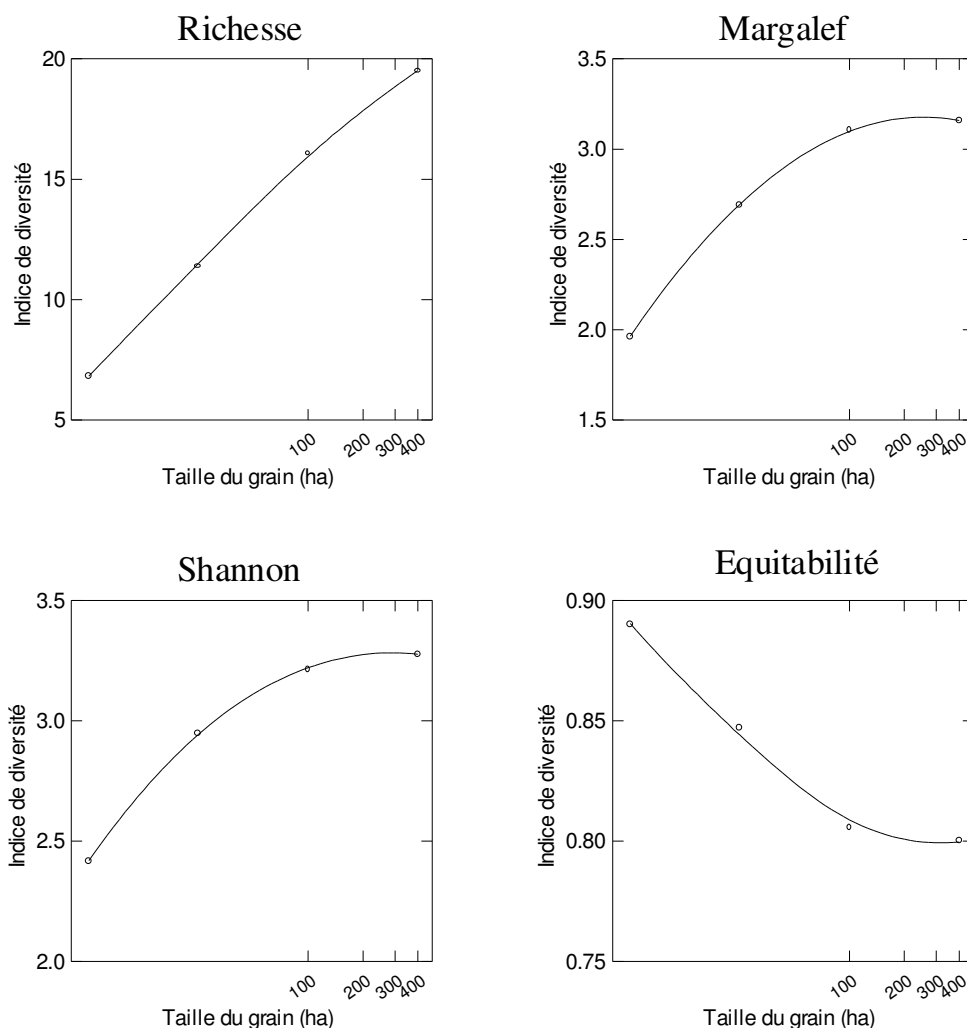 Richesse
20
15
10
5
Indice de diversité
100
200
300
400
Taille du grain (ha)
Margalef
3.5
3.0
2.5
2.0
1.5
Indice de diversité
100
200
300
400
Taille du grain (ha)
Shannon
3.5
3.0
2.5
2.0
Indice de diversité
100
200
300
400
Taille du grain (ha)
Equitabilité
0.90
0.85
0.80
0.75
Indice de diversité
100
200
300
400
Taille du grain (ha)